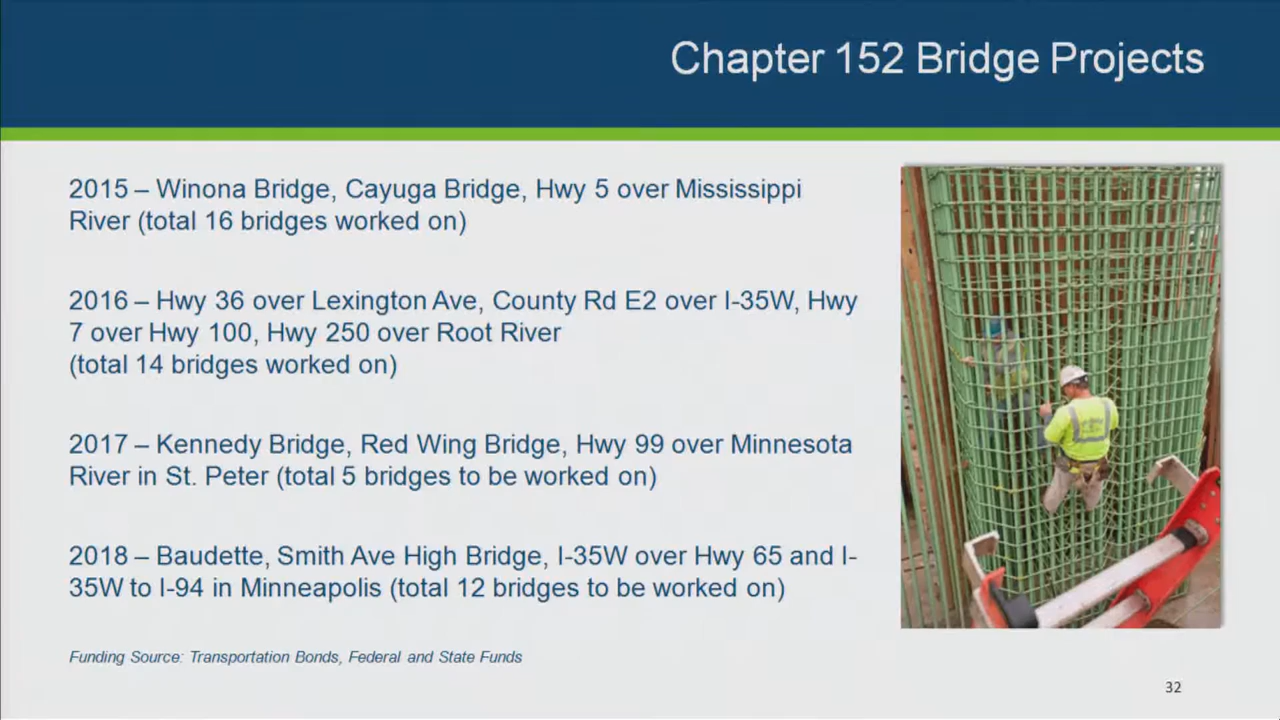 Chapter 152 Bridge Projects
2015 – Winona Bridge, Cayuga Bridge, Hwy 5 over Mississippi
River (total 16 bridges worked on)
2016 – Hwy 36 over Lexington Ave, County Rd E2 over I-35W, Hwy
7 over Hwy 100, Hwy 250 over Root River
(total 14 bridges worked on)
2017 – Kennedy Bridge, Red Wing Bridge, Hwy 99 over Minnesota
River in St. Peter (total 5 bridges to be worked on)
2018 – Baudette, Smith Ave High Bridge, I-35W over Hwy 65 and I-
35W to I-94 in Minneapolis (total 12 bridges to be worked on)
Funding Source: Transportation Bonds, Federal and State Funds
32